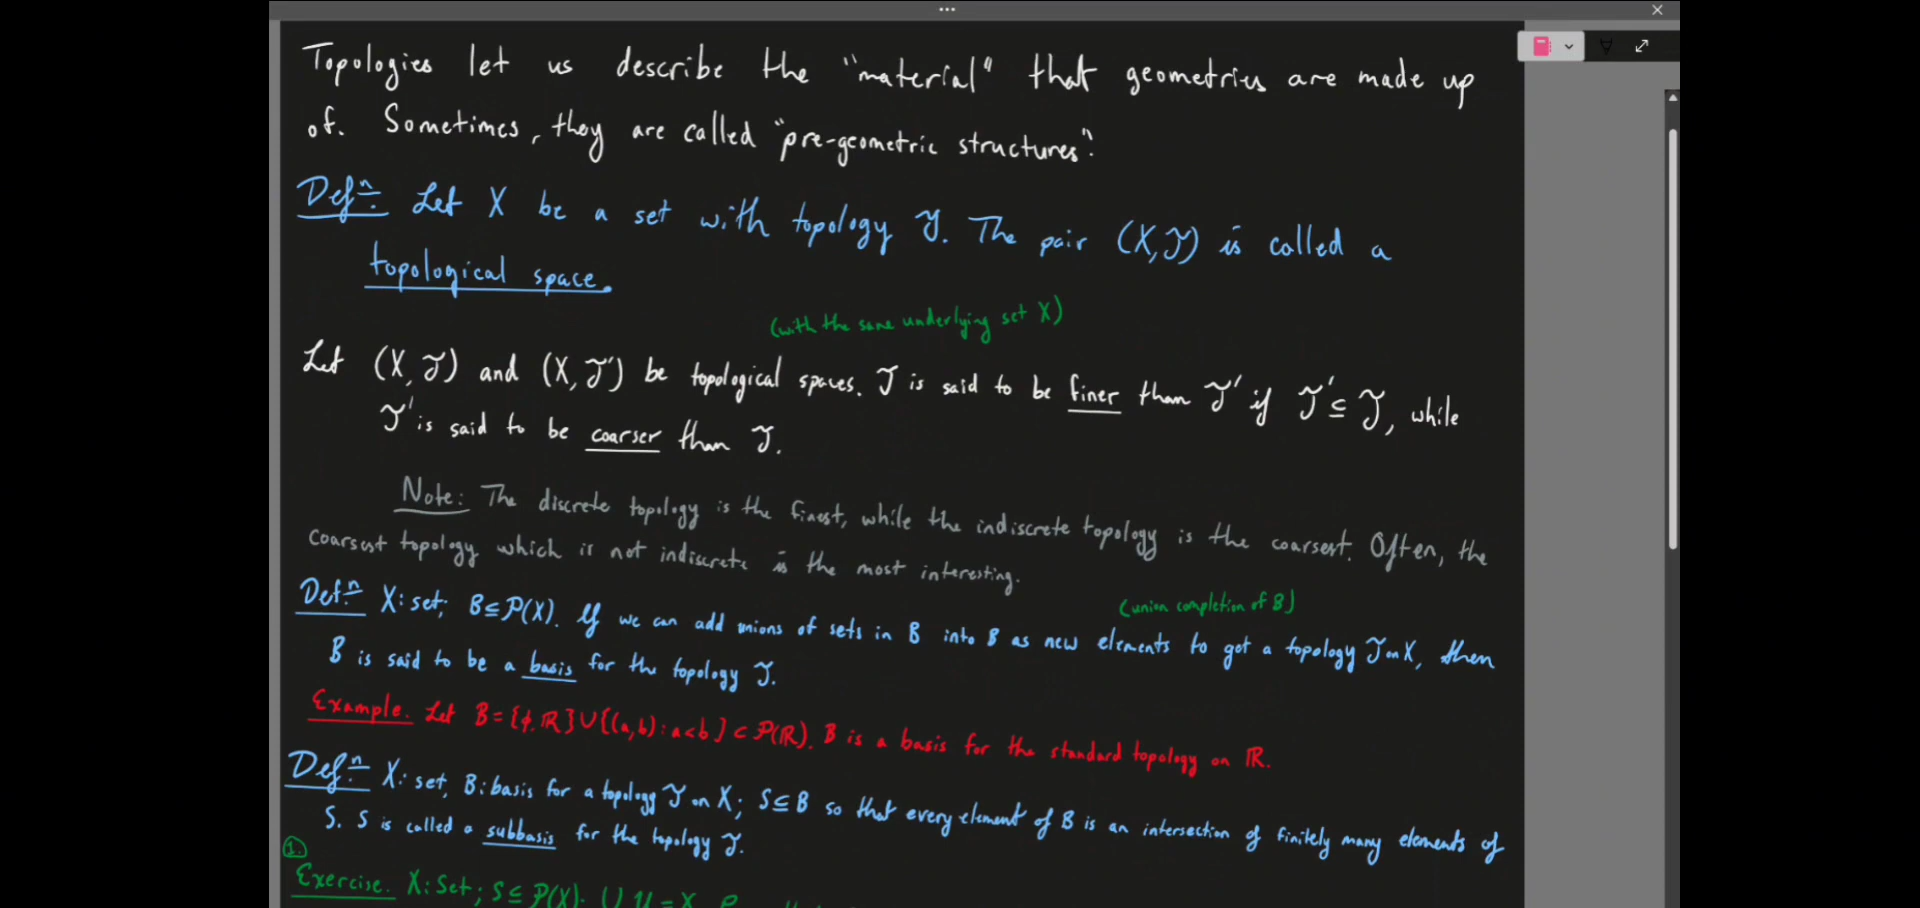 Topologies let us describe the "material" that geometries are made up
of. Sometimes, they are called "pre-geometric structures".
Defn: Let X be a set with topology 𝒯. The pair (X,𝒯) is called a
topological space.
(with the same underlying set X)
Let (X,𝒯) and (X,𝒯') be topological spaces. 𝒯 is said to be finer than 𝒯' if 𝒯' ⊆ 𝒯, while
𝒯' is said to be coarser than 𝒯.
Note: The discrete topology is the finest, while the indiscrete topology is the coarsest. Often, the
coarsest topology which is not indiscrete is the most interesting.
(union completion of B)
Defn: X: set; B ⊆ P(X). If we can add unions of sets in B into B as new elements to get a topology 𝒯 on X, then
B is said to be a basis for the topology 𝒯.
Example. Let B = {ϕ, ℝ} ∪ {(a,b) : a<b} ⊂ P(ℝ). B is a basis for the standard topology on ℝ.
Defn: X: set, B: basis for a topology 𝒯 on X; S ⊆ B so that every element of B is an intersection of finitely many elements of
S. S is called a subbasis for the topology 𝒯.
1.
Exercise. X: Set; S ⊆ P(X).